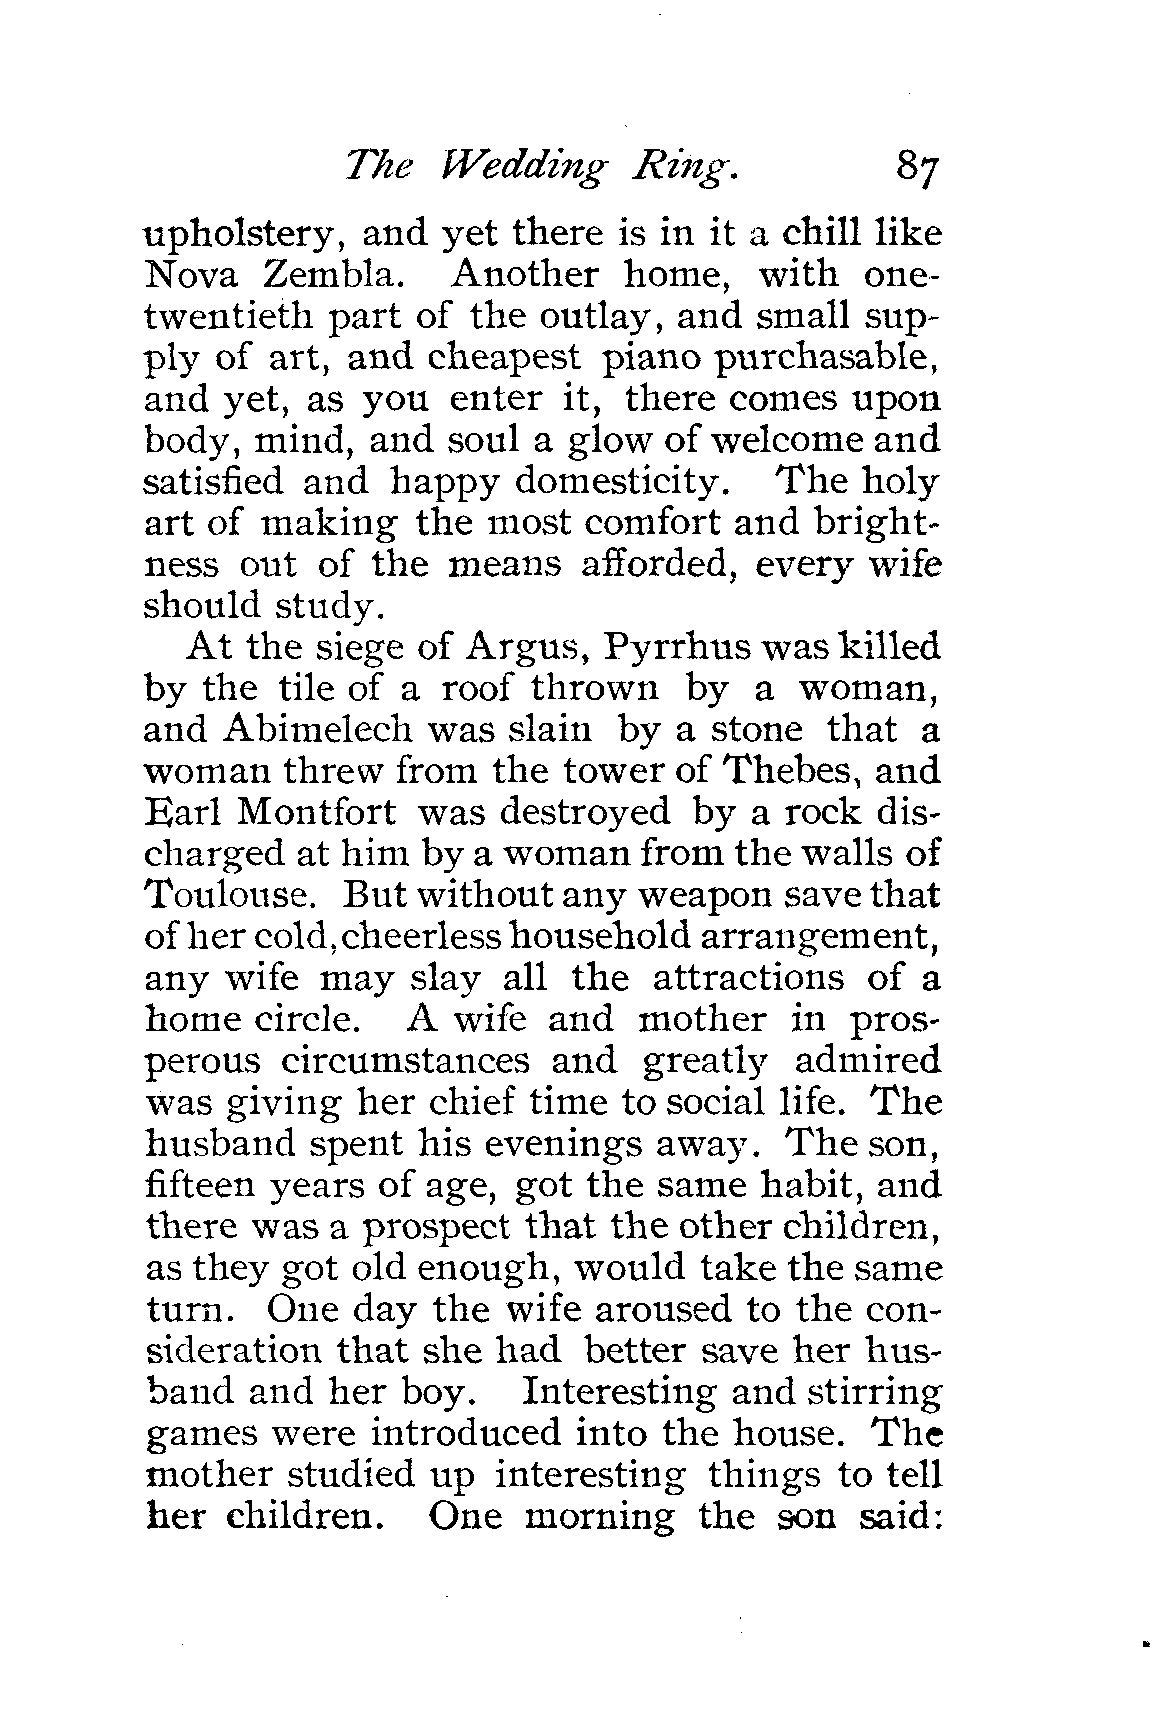 The Wedding Ring. 87
upholstery, and yet there is in it a chill like
Nova Zembla. Another home, with one-
twentieth part of the outlay, and small sup-
ply of art, and cheapest piano purchasable,
and yet, as you enter it, there comes upon
body, mind, and soul a glow of welcome and
satisfied and happy domesticity. The holy
art of making the most comfort and bright-
ness out of the means afforded, every wife
should study.
At the siege of Argus, Pyrrhus was killed
by the tile of a roof thrown by a woman,
and Abimelech was slain by a stone that a
woman threw from the tower of Thebes, and
Earl Montfort was destroyed by a rock dis-
charged at him by a woman from the walls of
Toulouse. But without any weapon save that
of her cold, cheerless household arrangement,
any wife may slay all the attractions of a
home circle. A wife and mother in pros-
perous circumstances and greatly admired
was giving her chief time to social life. The
husband spent his evenings away. The son,
fifteen years of age, got the same habit, and
there was a prospect that the other children,
as they got old enough, would take the same
turn. One day the wife aroused to the con-
sideration that she had better save her hus-
band and her boy. Interesting and stirring
games were introduced into the house. The
mother studied up interesting things to tell
her children. One morning the son said: